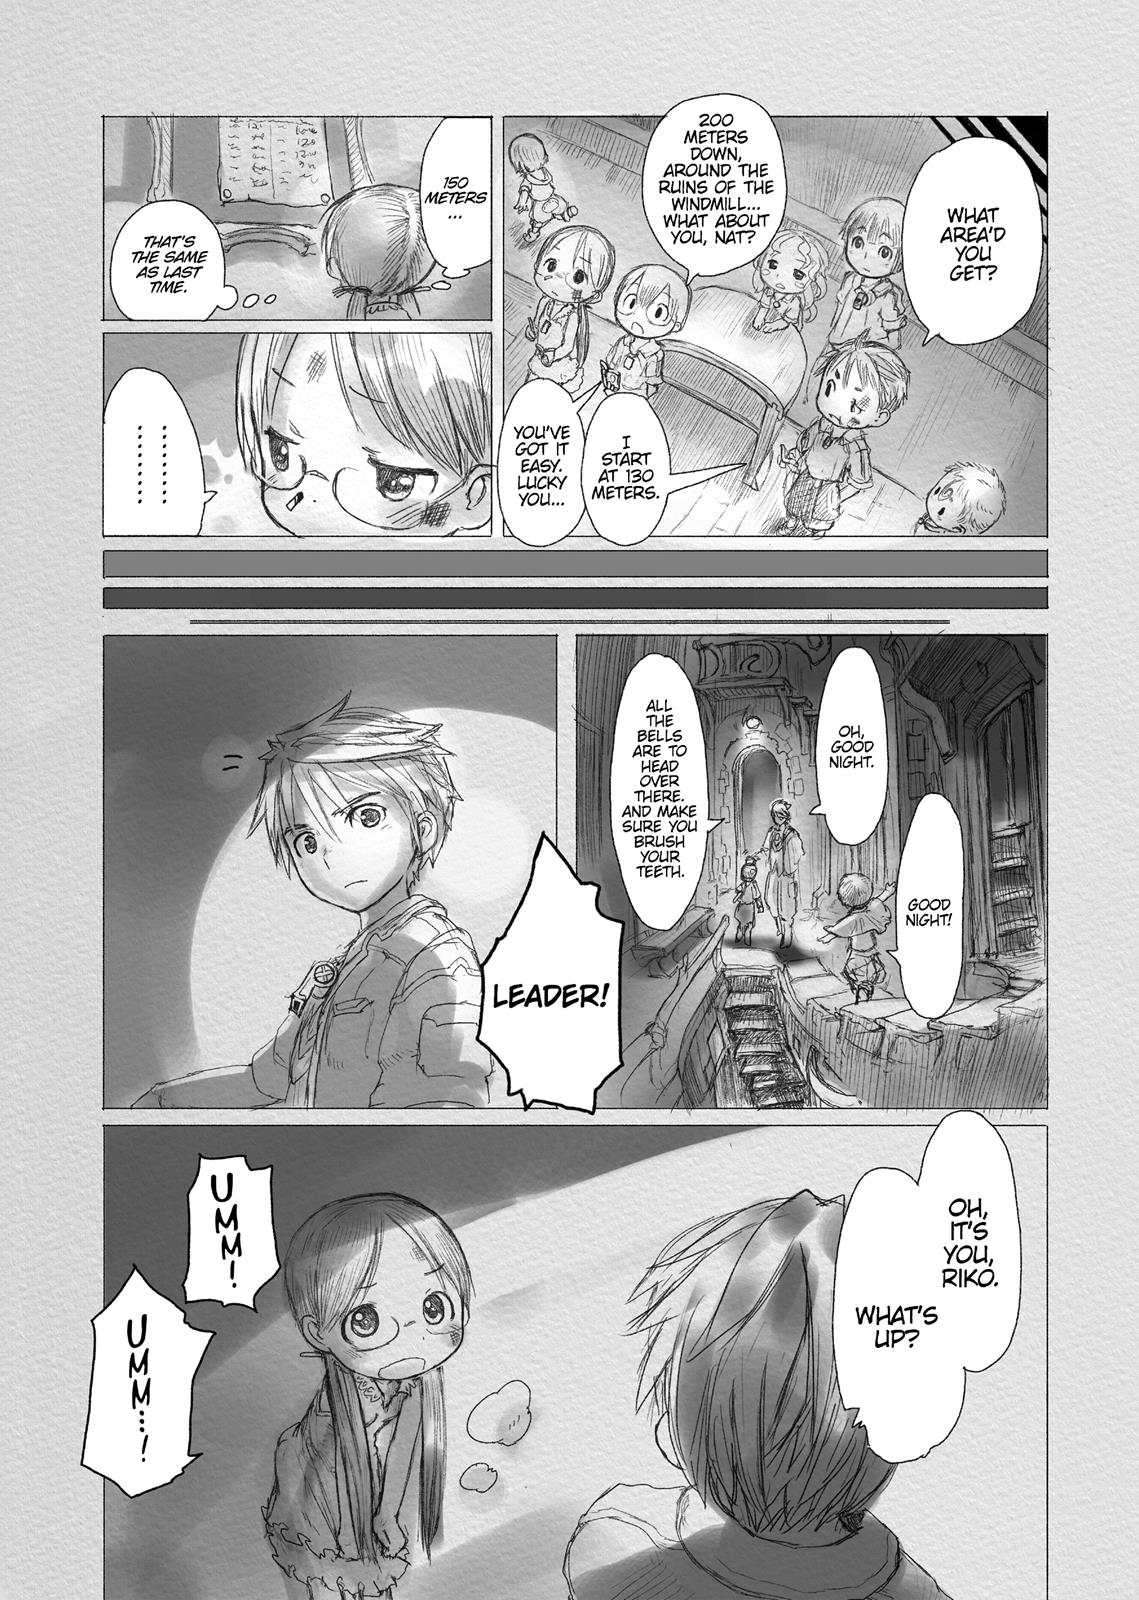 WHAT
AREA'D
YOU
GET?
200
METERS
DOWN,
AROUND THE
RUINS OF THE
WINDMILL...
WHAT ABOUT
YOU, NAT?
I
START
AT 130
METERS.
YOU'VE
GOT IT
EASY.
LUCKY
YOU...
150
METERS
...
THAT'S
THE SAME
AS LAST
TIME.
OH,
GOOD
NIGHT.
GOOD
NIGHT!
ALL
THE
BELLS
ARE TO
HEAD
OVER
THERE.
AND MAKE
SURE YOU
BRUSH
YOUR
TEETH.
LEADER!
OH,
IT'S
YOU,
RIKO.
WHAT'S
UP?
UMM!
UMM...!